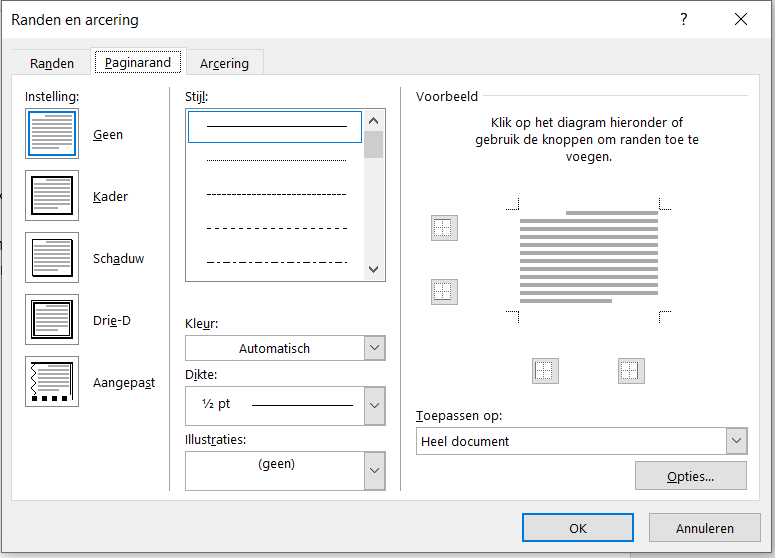 Randen en arcering
?
Randen
Paginarand
Arcering
Instelling:
Geen
Kader
Schaduw
Drie-D
Aangepast
Stijl:
Kleur:
Automatisch
Dikte:
½ pt
Illustraties:
(geen)
Voorbeeld
Klik op het diagram hieronder of
gebruik de knoppen om randen toe te
voegen.
Toepassen op:
Heel document
Opties...
OK
Annuleren